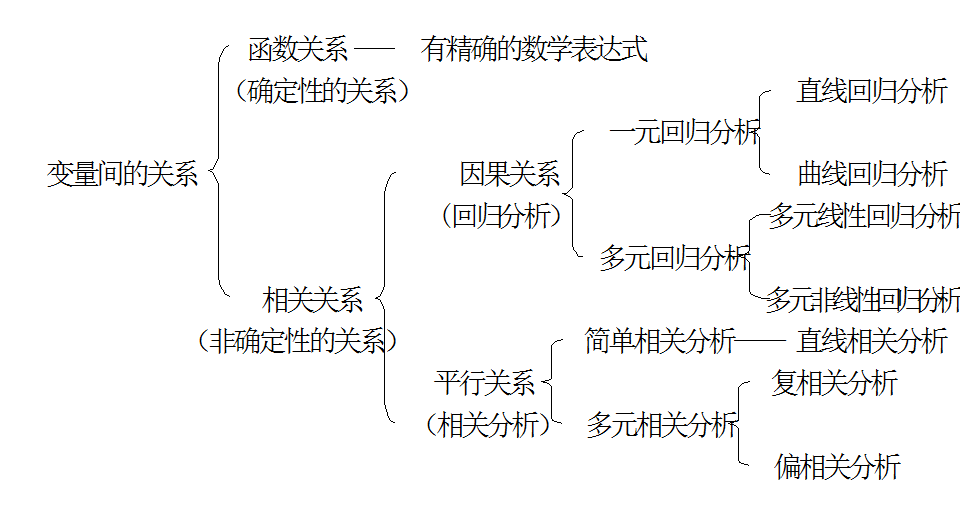 函数关系 有精确的数学表达式
（确定性的关系） 直线回归分析
一元回归分析
变量间的关系 因果关系 曲线回归分析
（回归分析） 多元线性回归分析
多元回归分析
相关关系 多元非线性回归分析
（非确定性的关系） 简单相关分析 直线相关分析
平行关系 复相关分析
（相关分析） 多元相关分析
偏相关分析